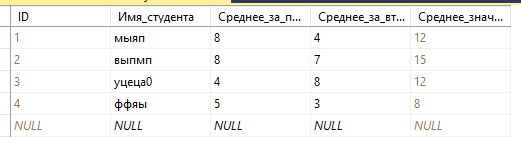 ID Имя_студента Среднее_за_п... Среднее_за_вт... Среднее_знач...
1 мыяп 8 4 12
2 выпмп 8 7 15
3 уцеца0 4 8 12
4 ффяы 5 3 8
NULL NULL NULL NULL NULL